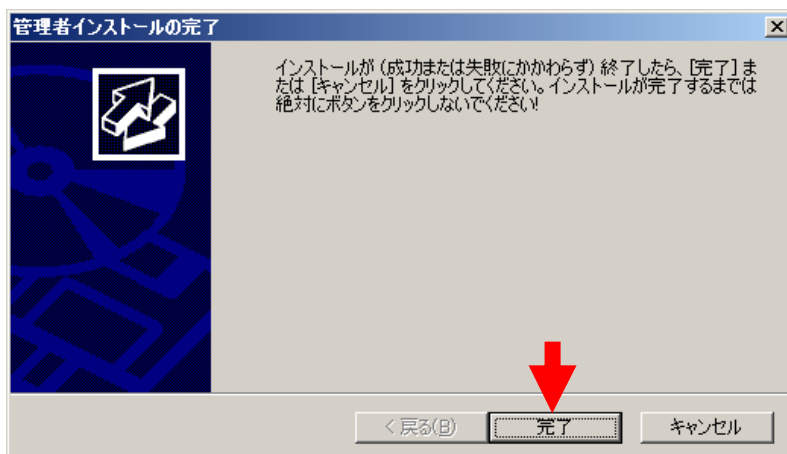 管理者インストールの完了
インストールが (成功または失敗にかかわらず) 終了したら、[完了] ま
たは [キャンセル] をクリックしてください。インストールが完了するまでは
絶対にボタンをクリックしないでください!
< 戻る(B)
完了
キャンセル